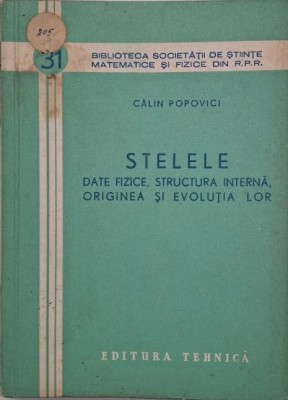 205
31
BIBLIOTECA SOCIETĂȚII DE ȘTIINȚE
MATEMATICE ȘI FIZICE DIN R.P.R.
CĂLIN POPOVICI
STELELE
DATE FIZICE, STRUCTURA INTERNĂ,
ORIGINEA ȘI EVOLUȚIA LOR
EDITURA TEHNICĂ